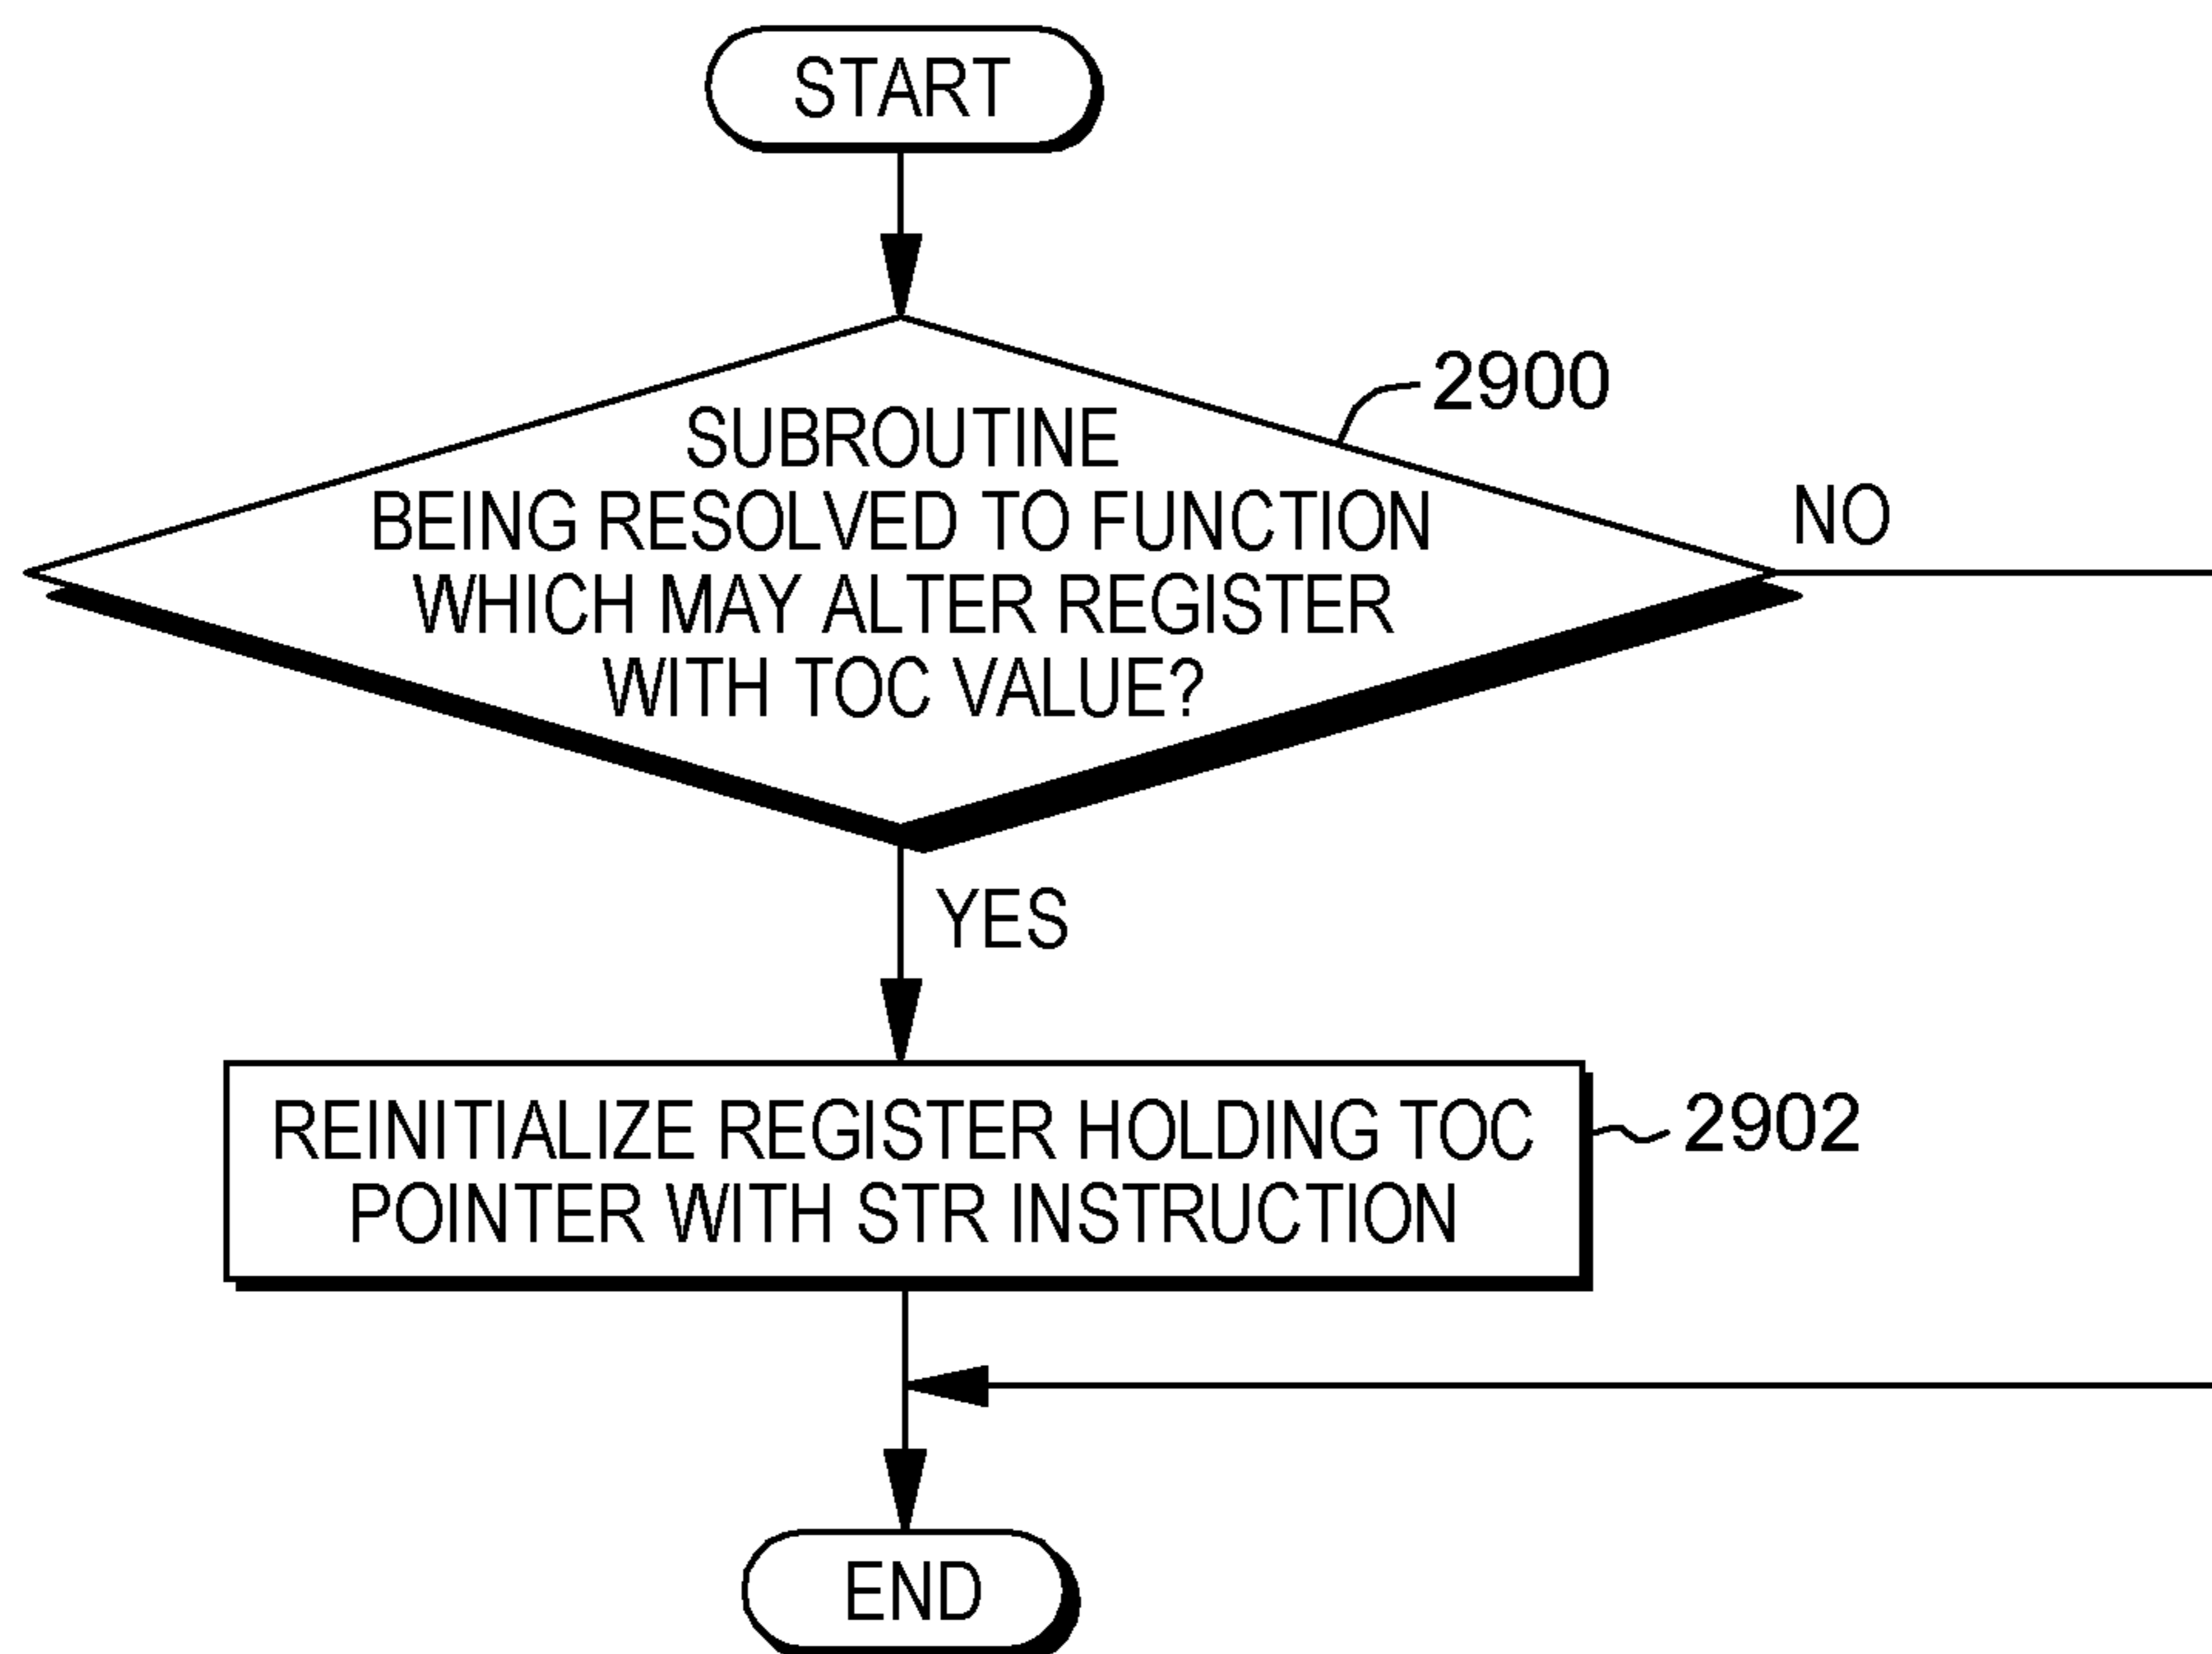 START
2900
SUBROUTINE
BEING RESOLVED TO FUNCTION
WHICH MAY ALTER REGISTER
WITH TOC VALUE?
NO
YES
REINITIALIZE REGISTER HOLDING TOC
POINTER WITH STR INSTRUCTION
2902
END